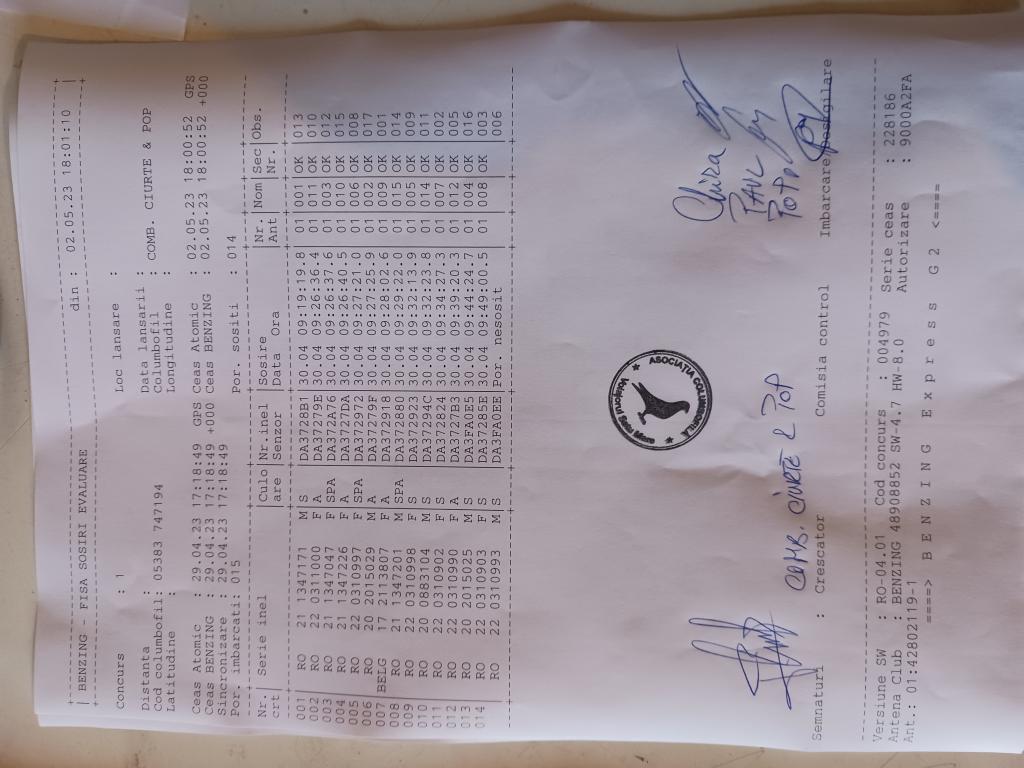 BENZING - FISA SOSIRI EVALUARE din : 02.05.23 18:01:10
concurs : 1 Loc lansare :
Distanta : Data lansarii :
Cod columbofil: 05383 747194 Columbofil : COMB. CIURTE & POP
Latitudine : Longitudine :
Ceas Atomic : 29.04.23 17:18:49 GPS Ceas Atomic : 02.05.23 18:00:52 GPS
Ceas BENZING : 29.04.23 17:18:49 +000 Ceas BENZING : 02.05.23 18:00:52 +000
Sincronizare : 29.04.23 17:18:49
Por. imbarcati: 015 Por. sositi : 014
Nr. | Serie inel |Culo |Nr.inel |Sosire |Nr. |Nom |Sec |Obs.
crt | |are |Senzor |Data Ora |Ant | |Nr. |
001 RO 21 1347171 M S DA3728B1 30.04 09:19:19.8 01 001 OK 013
002 RO 22 0311000 F A DA37279E 30.04 09:26:36.4 01 011 OK 010
003 RO 21 1347047 F SPA DA372A76 30.04 09:26:37.6 01 003 OK 012
004 RO 21 1347226 F A DA3727DA 30.04 09:26:40.5 01 010 OK 015
005 RO 22 0310997 F SPA DA372972 30.04 09:27:21.0 01 006 OK 008
006 RO 20 2015029 M A DA37279F 30.04 09:27:25.9 01 002 OK 017
007 BELG 17 2113807 F A DA372918 30.04 09:28:02.6 01 009 OK 001
008 RO 21 1347201 M SPA DA372880 30.04 09:29:22.0 01 015 OK 014
009 RO 22 0310998 F S DA372923 30.04 09:32:13.9 01 005 OK 009
010 RO 20 0883104 M S DA37294C 30.04 09:32:23.8 01 014 OK 011
011 RO 22 0310902 F S DA372824 30.04 09:34:27.3 01 007 OK 002
012 RO 22 0310990 F A DA3727B3 30.04 09:39:20.3 01 012 OK 005
013 RO 20 2015025 M S DA3FA0E5 30.04 09:44:24.7 01 004 OK 016
014 RO 22 0310903 F S DA37285E 30.04 09:49:00.5 01 008 OK 003
RO 22 0310993 M S DA3FADEE Por. nesosit 006
ASOCIATIA COLUMBOFILA
Satu Mare
Chira
PAUL
COMB. CIURTE & POP
Semnaturi : Crescator Comisia control Imbarcare
Versiune SW : RO-04.01 Cod concurs : 004979 Serie ceas : 228186
Antena Club : BENZING 48908852 SW-4.7 HW-8.0 Autorizare : 9000A2FA
Ant.: 01:42802119-1
====> B E N Z I N G E x p r e s s G 2 <====